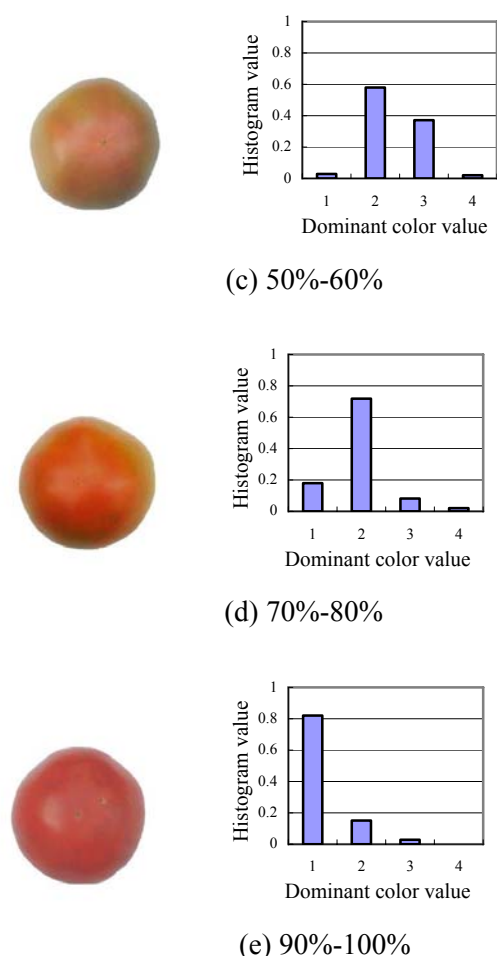 Histogram value
1
0.8
0.6
0.4
0.2
0
1 2 3 4
Dominant color value
(c) 50%-60%
Histogram value
1
0.8
0.6
0.4
0.2
0
1 2 3 4
Dominant color value
(d) 70%-80%
Histogram value
1
0.8
0.6
0.4
0.2
0
1 2 3 4
Dominant color value
(e) 90%-100%